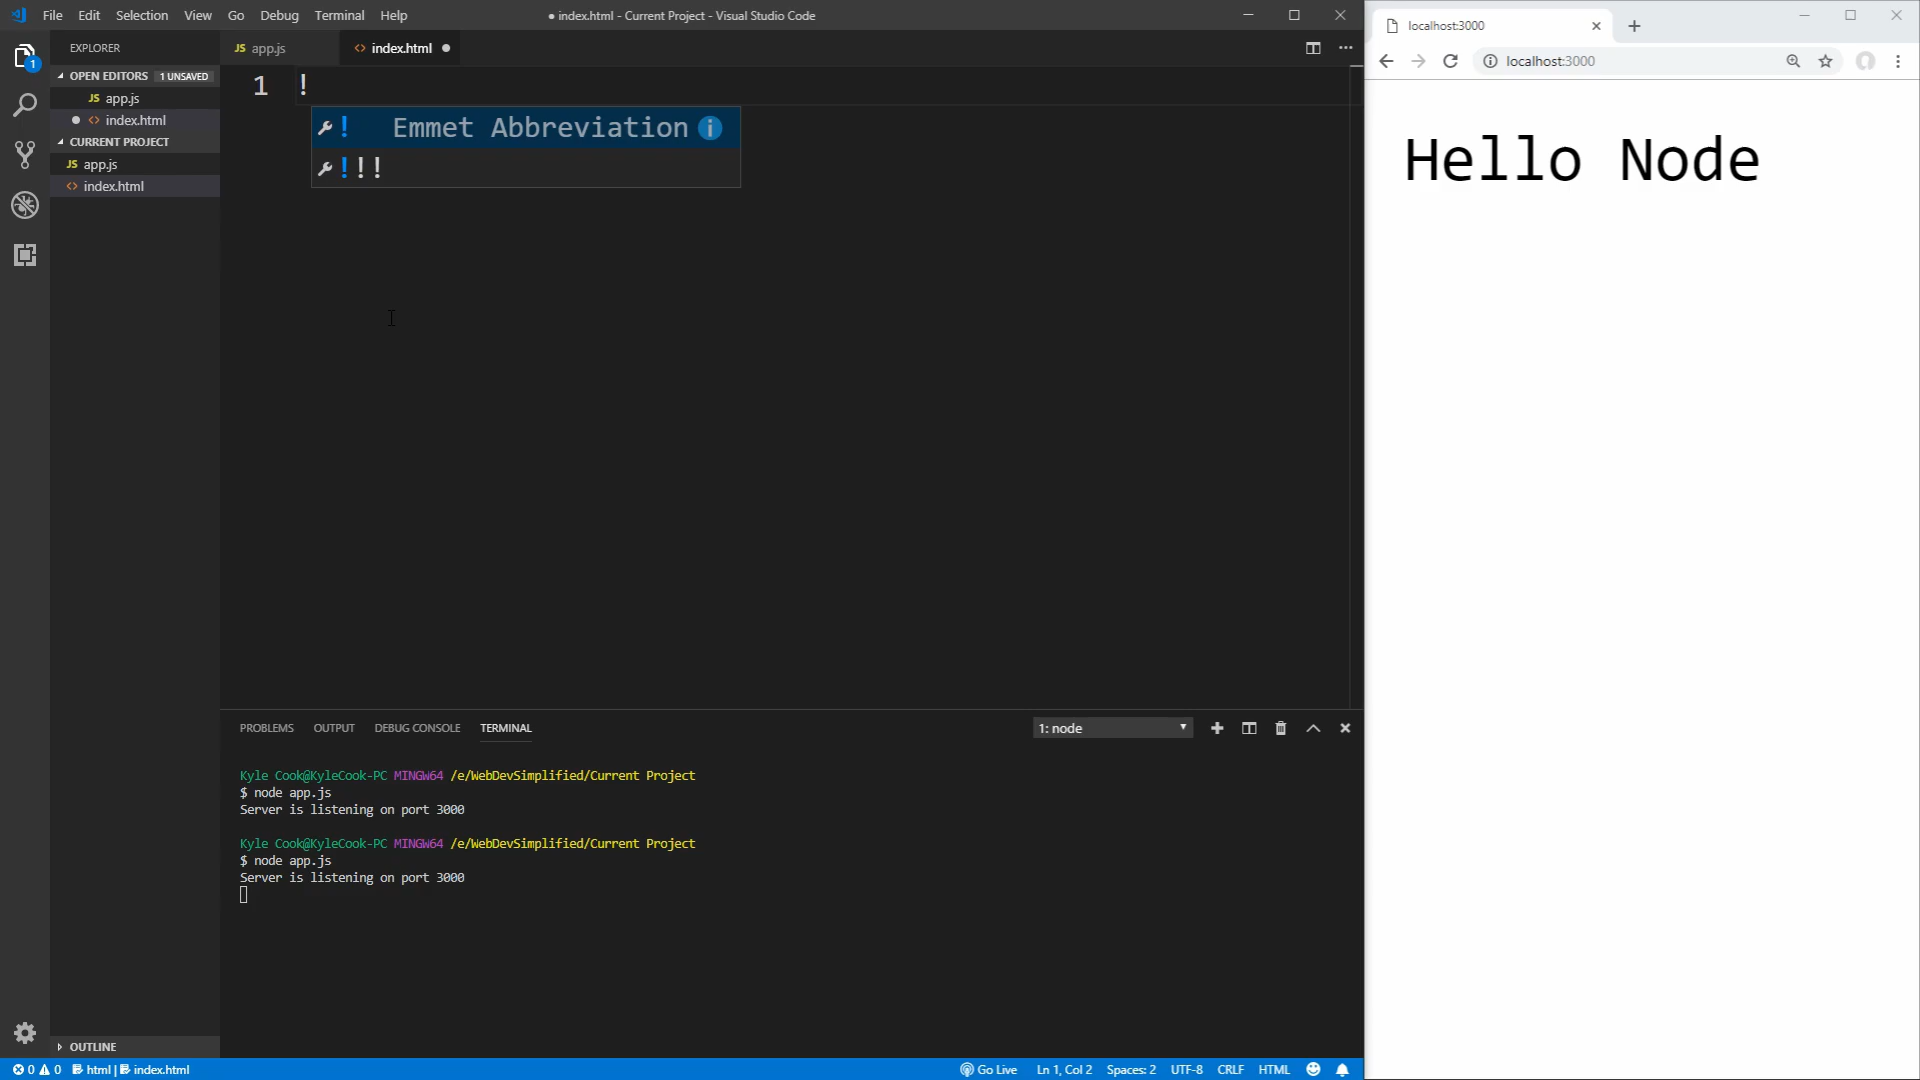 File Edit Selection View Go Debug Terminal Help
● index.html - Current Project - Visual Studio Code
localhost:3000
localhost:3000
EXPLORER
JS app.js
<> index.html ●
OPEN EDITORS 1 UNSAVED
JS app.js
● <> index.html
CURRENT PROJECT
JS app.js
<> index.html
1
1 !
! Emmet Abbreviation
!!!
Hello Node
PROBLEMS OUTPUT DEBUG CONSOLE TERMINAL
1: node
Kyle Cook@KyleCook-PC MINGW64 /e/WebDevSimplified/Current Project
$ node app.js
Server is listening on port 3000
Kyle Cook@KyleCook-PC MINGW64 /e/WebDevSimplified/Current Project
$ node app.js
Server is listening on port 3000
OUTLINE
0 0 html | index.html
Go Live Ln 1, Col 2 Spaces: 2 UTF-8 CRLF HTML